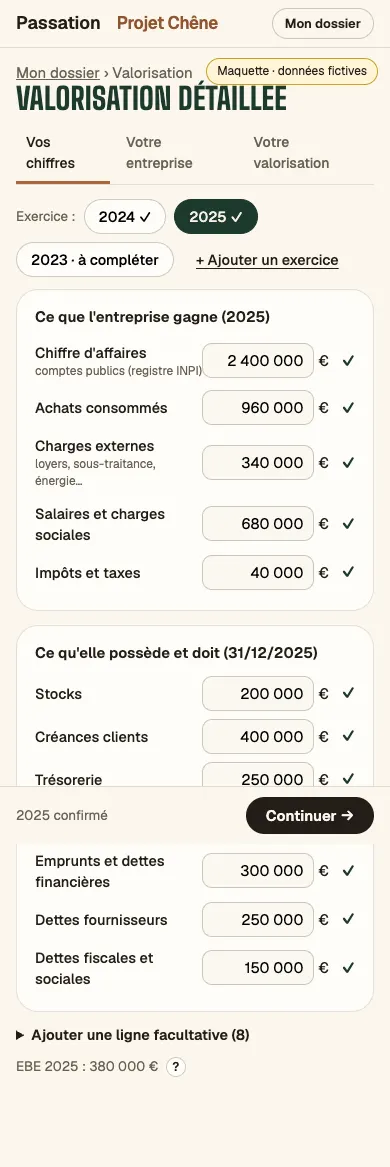 Passation Projet Chêne Mon dossier
Mon dossier › Valorisation Maquette · données fictives
VALORISATION DÉTAILLÉE
Vos chiffres
Votre entreprise
Votre valorisation
Exercice : 2024 ✓ 2025 ✓
2023 · à compléter + Ajouter un exercice
Ce que l'entreprise gagne (2025)
Chiffre d'affaires 2 400 000 € ✓
comptes publics (registre INPI)
Achats consommés 960 000 € ✓
Charges externes 340 000 € ✓
loyers, sous-traitance,
énergie…
Salaires et charges
sociales 680 000 € ✓
Impôts et taxes 40 000 € ✓
Ce qu'elle possède et doit (31/12/2025)
Stocks 200 000 € ✓
Créances clients 400 000 € ✓
Trésorerie 250 000 € ✓
2025 confirmé Continuer →
Emprunts et dettes
financières 300 000 € ✓
Dettes fournisseurs 250 000 € ✓
Dettes fiscales et
sociales 150 000 € ✓
▶ Ajouter une ligne facultative (8)
EBE 2025 : 380 000 € ?